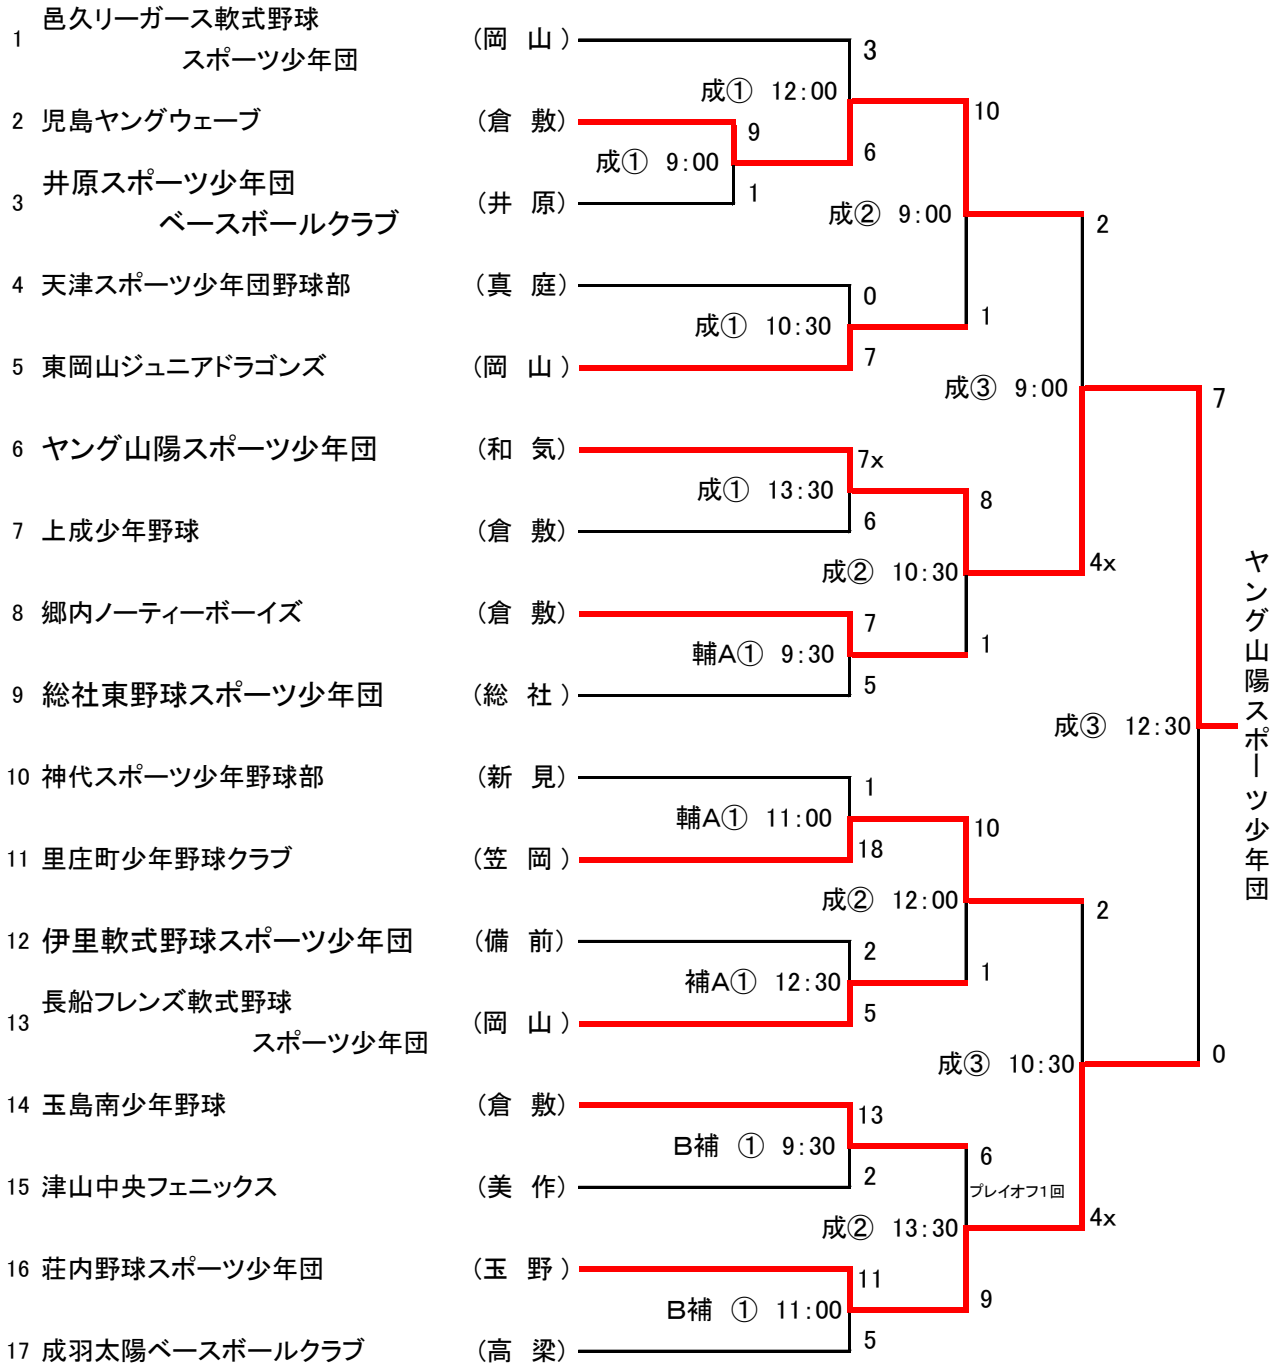 1 邑久リーガース軟式野球
スポーツ少年団 (岡 山)
2 児島ヤングウェーブ (倉 敷)
3 井原スポーツ少年団
ベースボールクラブ (井 原)
4 天津スポーツ少年団野球部 (真 庭)
5 東岡山ジュニアドラゴンズ (岡 山)
6 ヤング山陽スポーツ少年団 (和 気)
7 上成少年野球 (倉 敷)
8 郷内ノーティーボーイズ (倉 敷)
9 総社東野球スポーツ少年団 (総 社)
10 神代スポーツ少年野球部 (新 見)
11 里庄町少年野球クラブ (笠 岡)
12 伊里軟式野球スポーツ少年団 (備 前)
13 長船フレンズ軟式野球
スポーツ少年団 (岡 山)
14 玉島南少年野球 (倉 敷)
15 津山中央フェニックス (美 作)
16 荘内野球スポーツ少年団 (玉 野)
17 成羽太陽ベースボールクラブ (高 梁)
9
成① 9:00
1
3
成① 12:00
6
0
成① 10:30
7
7x
成① 13:30
6
7
輔A① 9:30
5
1
輔A① 11:00
18
2
補A① 12:30
5
13
B補 ① 9:30
2
11
B補 ① 11:00
5
10
成② 9:00
1
8
成② 10:30
1
10
成② 12:00
1
6
プレイオフ1回
成② 13:30
9
2
成③ 9:00
4x
2
成③ 10:30
4x
7
成③ 12:30
0
ヤング山陽スポーツ少年団